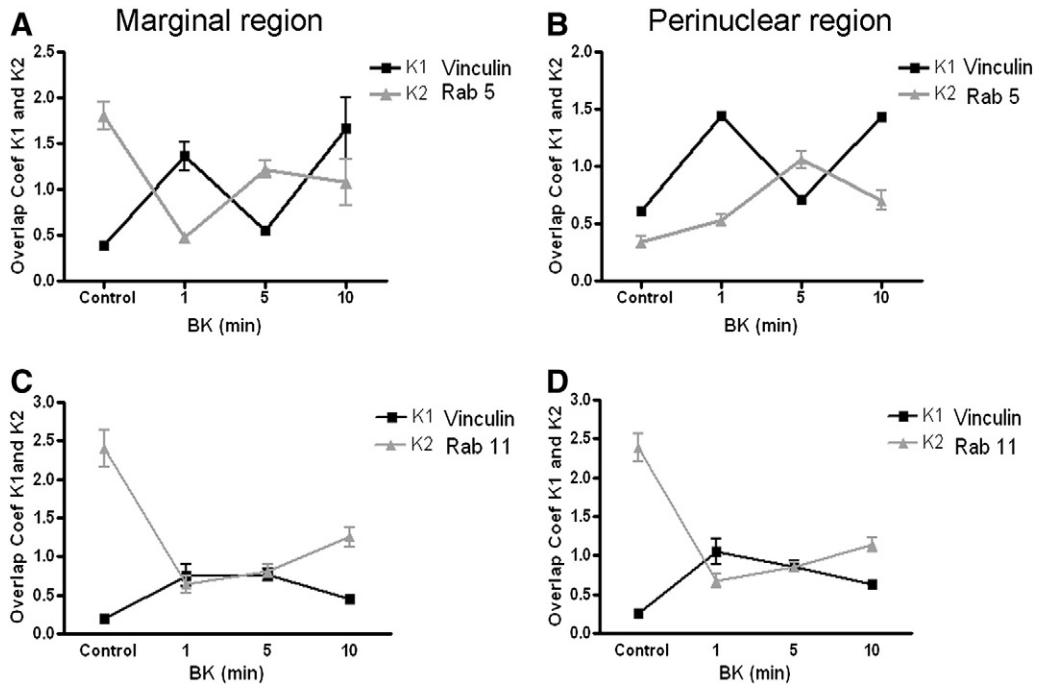 A Marginal region
B Perinuclear region
Overlap Coef K1 and K2
2.5
2.0
1.5
1.0
0.5
0.0
Control 1 5 10
BK (min)
K1 Vinculin
K2 Rab 5
Overlap Coef K1 and K2
2.0
1.5
1.0
0.5
0.0
Control 1 5 10
BK (min)
K1 Vinculin
K2 Rab 5
C
Overlap Coef K1and K2
3.0
2.5
2.0
1.5
1.0
0.5
0.0
Control 1 5 10
BK (min)
K1 Vinculin
K2 Rab 11
D
Overlap Coef K1 and K2
3.0
2.5
2.0
1.5
1.0
0.5
0.0
Control 1 5 10
BK (min)
K1 Vinculin
K2 Rab 11